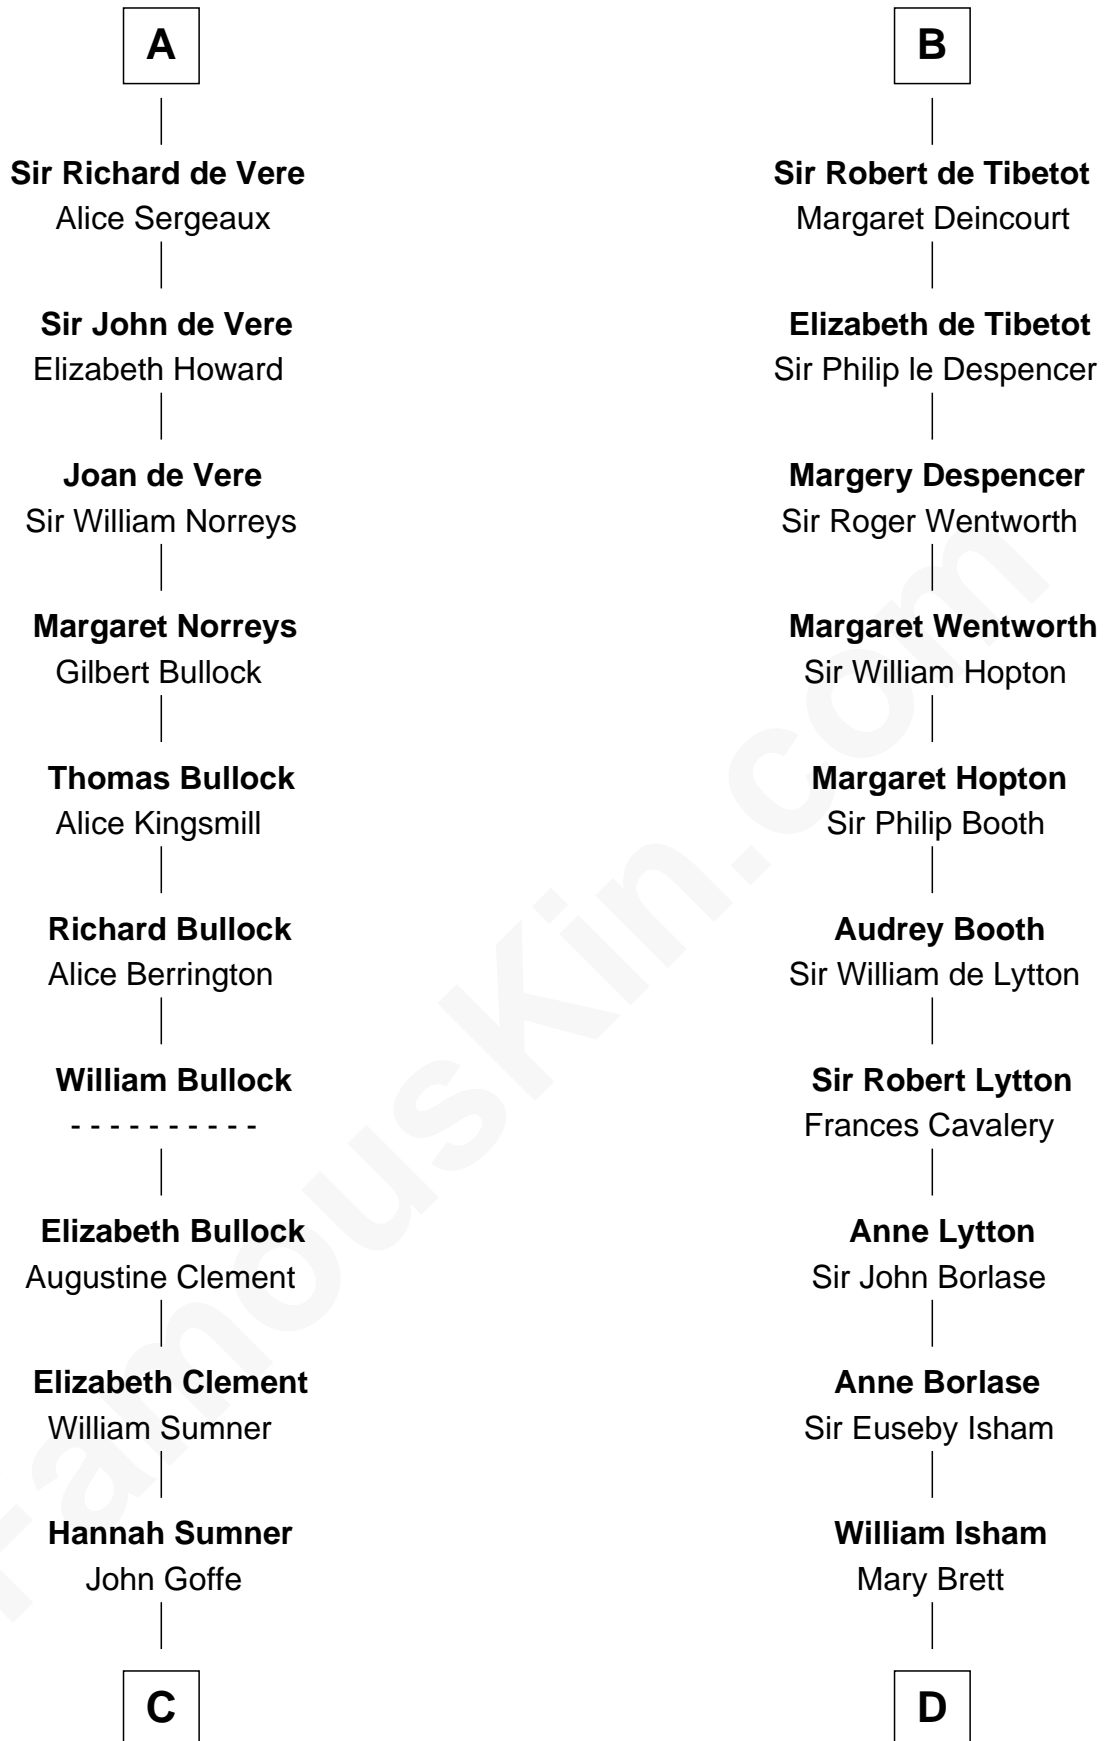 A
Sir Richard de Vere
Alice Sergeaux
Sir John de Vere
Elizabeth Howard
Joan de Vere
Sir William Norreys
Margaret Norreys
Gilbert Bullock
Thomas Bullock
Alice Kingsmill
Richard Bullock
Alice Berrington
William Bullock
- - - - - - - - - -
Elizabeth Bullock
Augustine Clement
Elizabeth Clement
William Sumner
Hannah Sumner
John Goffe
C
B
Sir Robert de Tibetot
Margaret Deincourt
Elizabeth de Tibetot
Sir Philip le Despencer
Margery Despencer
Sir Roger Wentworth
Margaret Wentworth
Sir William Hopton
Margaret Hopton
Sir Philip Booth
Audrey Booth
Sir William de Lytton
Sir Robert Lytton
Frances Cavalery
Anne Lytton
Sir John Borlase
Anne Borlase
Sir Euseby Isham
William Isham
Mary Brett
D
FamousKin.com